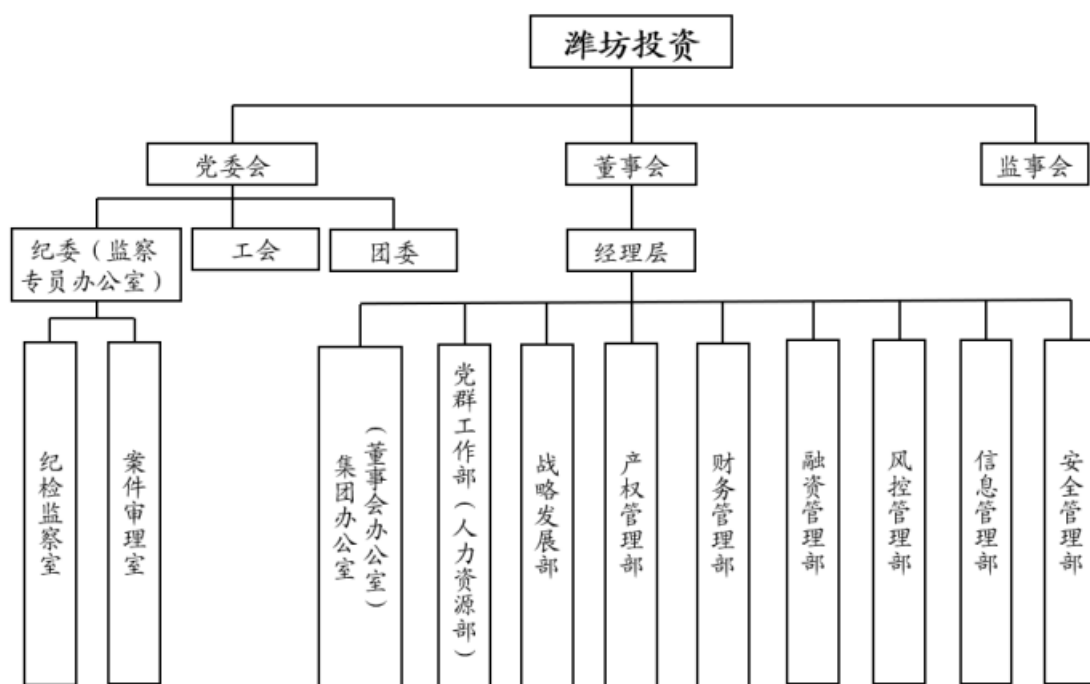 潍坊投资
党委会
董事会
监事会
纪委（监察
专员办公室）
工会
团委
经理层
纪检监察室
案件审理室
集团办公室
（董事会办公室）
党群工作部（人力资源部）
战略发展部
产权管理部
财务管理部
融资管理部
风控管理部
信息管理部
安全管理部